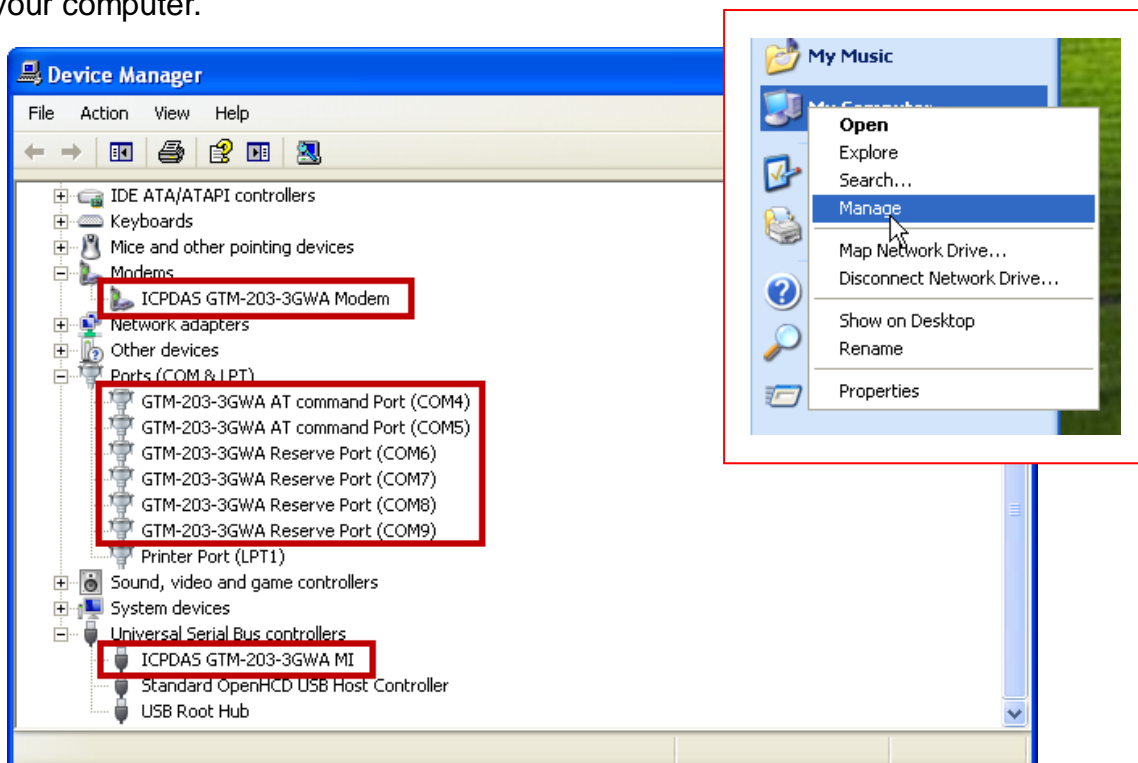 your computer.
Device Manager
File Action View Help
IDE ATA/ATAPI controllers
Keyboards
Mice and other pointing devices
Modems
ICPDAS GTM-203-3GWA Modem
Network adapters
Other devices
Ports (COM & LPT)
GTM-203-3GWA AT command Port (COM4)
GTM-203-3GWA AT command Port (COM5)
GTM-203-3GWA Reserve Port (COM6)
GTM-203-3GWA Reserve Port (COM7)
GTM-203-3GWA Reserve Port (COM8)
GTM-203-3GWA Reserve Port (COM9)
Printer Port (LPT1)
Sound, video and game controllers
System devices
Universal Serial Bus controllers
ICPDAS GTM-203-3GWA MI
Standard OpenHCD USB Host Controller
USB Root Hub
My Music
My Computer
Open
Explore
Search...
Manage
Map Network Drive...
Disconnect Network Drive...
Show on Desktop
Rename
Properties